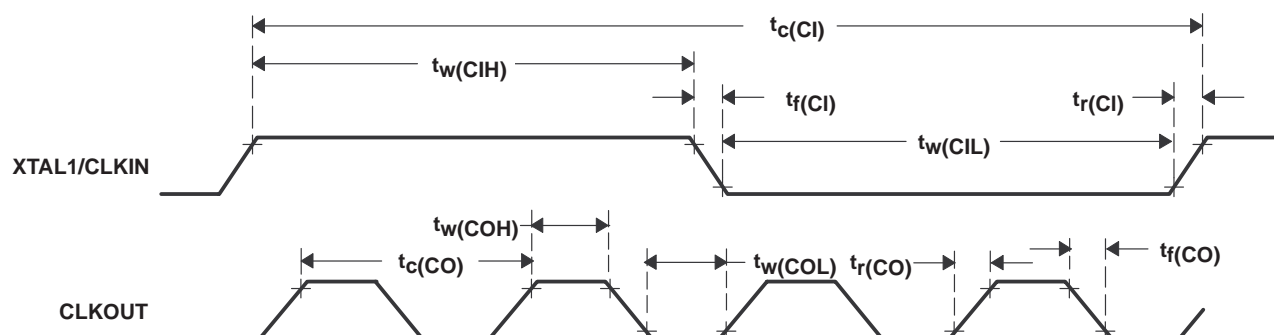 tc(CI)
tw(CIH)
tf(CI)
tr(CI)
tw(CIL)
XTAL1/CLKIN
tw(COH)
tc(CO)
tw(COL)
tr(CO)
tf(CO)
CLKOUT